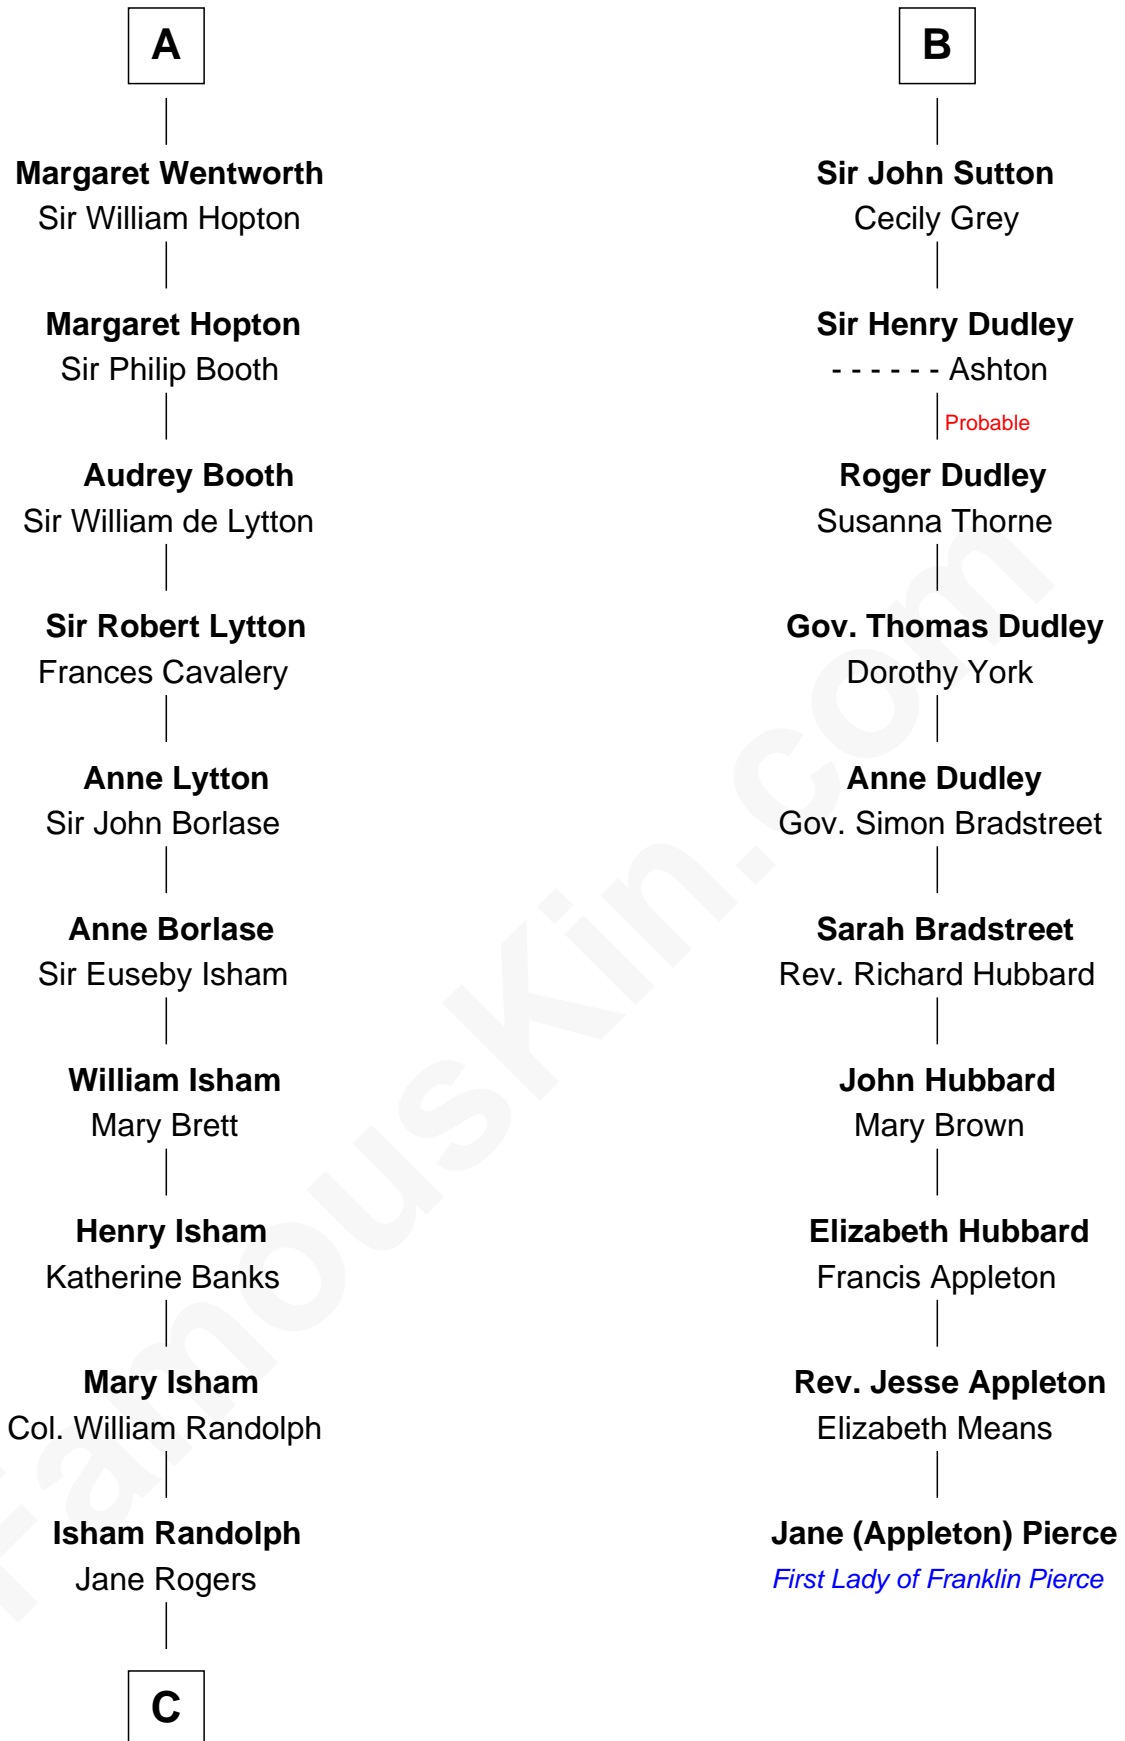 A
Margaret Wentworth
Sir William Hopton
Margaret Hopton
Sir Philip Booth
Audrey Booth
Sir William de Lytton
Sir Robert Lytton
Frances Cavalery
Anne Lytton
Sir John Borlase
Anne Borlase
Sir Euseby Isham
William Isham
Mary Brett
Henry Isham
Katherine Banks
Mary Isham
Col. William Randolph
Isham Randolph
Jane Rogers
C
B
Sir John Sutton
Cecily Grey
Sir Henry Dudley
- - - - - - Ashton
Probable
Roger Dudley
Susanna Thorne
Gov. Thomas Dudley
Dorothy York
Anne Dudley
Gov. Simon Bradstreet
Sarah Bradstreet
Rev. Richard Hubbard
John Hubbard
Mary Brown
Elizabeth Hubbard
Francis Appleton
Rev. Jesse Appleton
Elizabeth Means
Jane (Appleton) Pierce
First Lady of Franklin Pierce
FamousKin.com